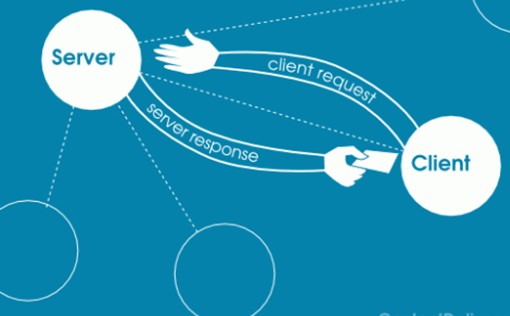 Server
client request
server response
Client